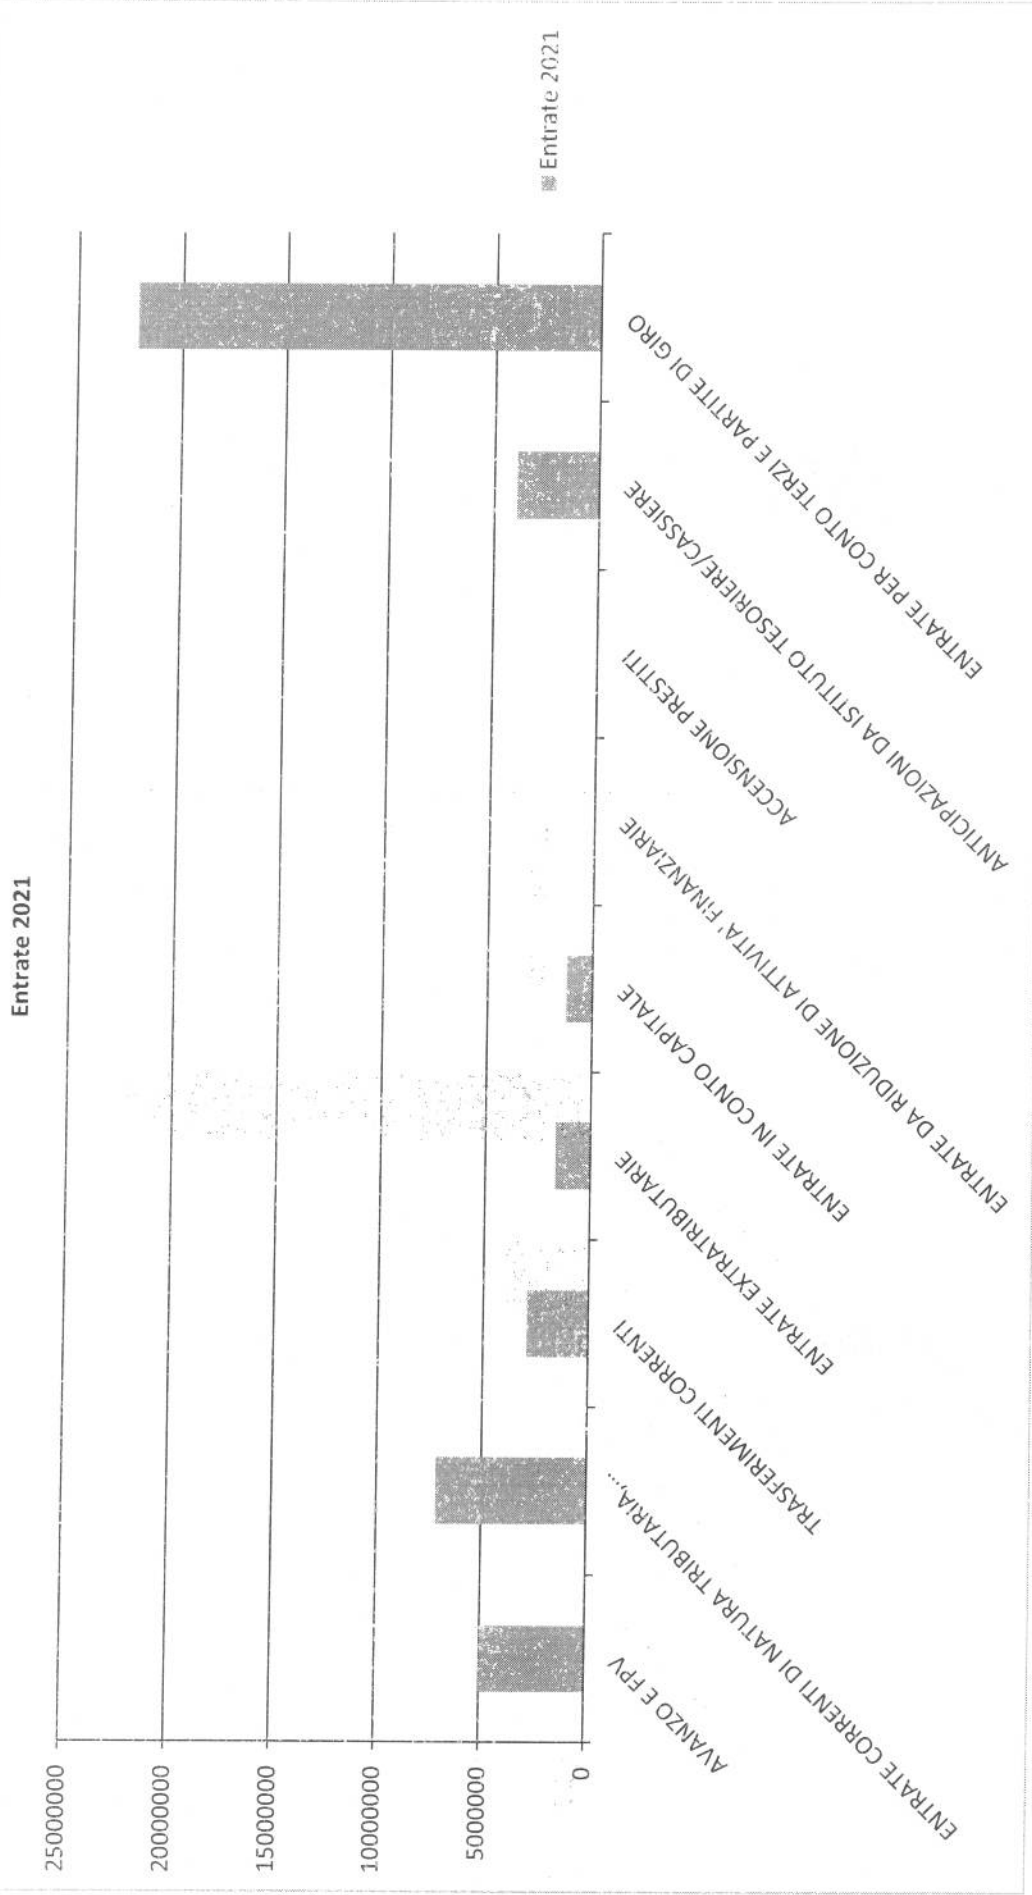 Entrate 2021
25000000
20000000
15000000
10000000
5000000
0
AVANZO E FPV
ENTRATE CORRENTI DI NATURA TRIBUTARIA,...
TRASFERIMENTI CORRENTI
ENTRATE EXTRATRIBUTARIE
ENTRATE IN CONTO CAPITALE
ENTRATE DA RIDUZIONE DI ATTIVITA' FINANZIARIE
ACCENSIONE PRESTITI
ANTICIPAZIONI DA ISTITUTO TESORIERE/CASSIERE
ENTRATE PER CONTO TERZI E PARTITE DI GIRO
Entrate 2021